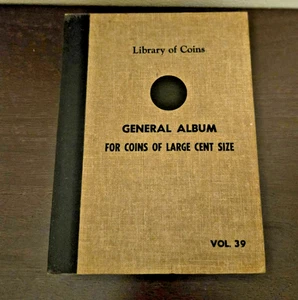 Library of Coins
GENERAL ALBUM
FOR COINS OF LARGE CENT SIZE
VOL. 39